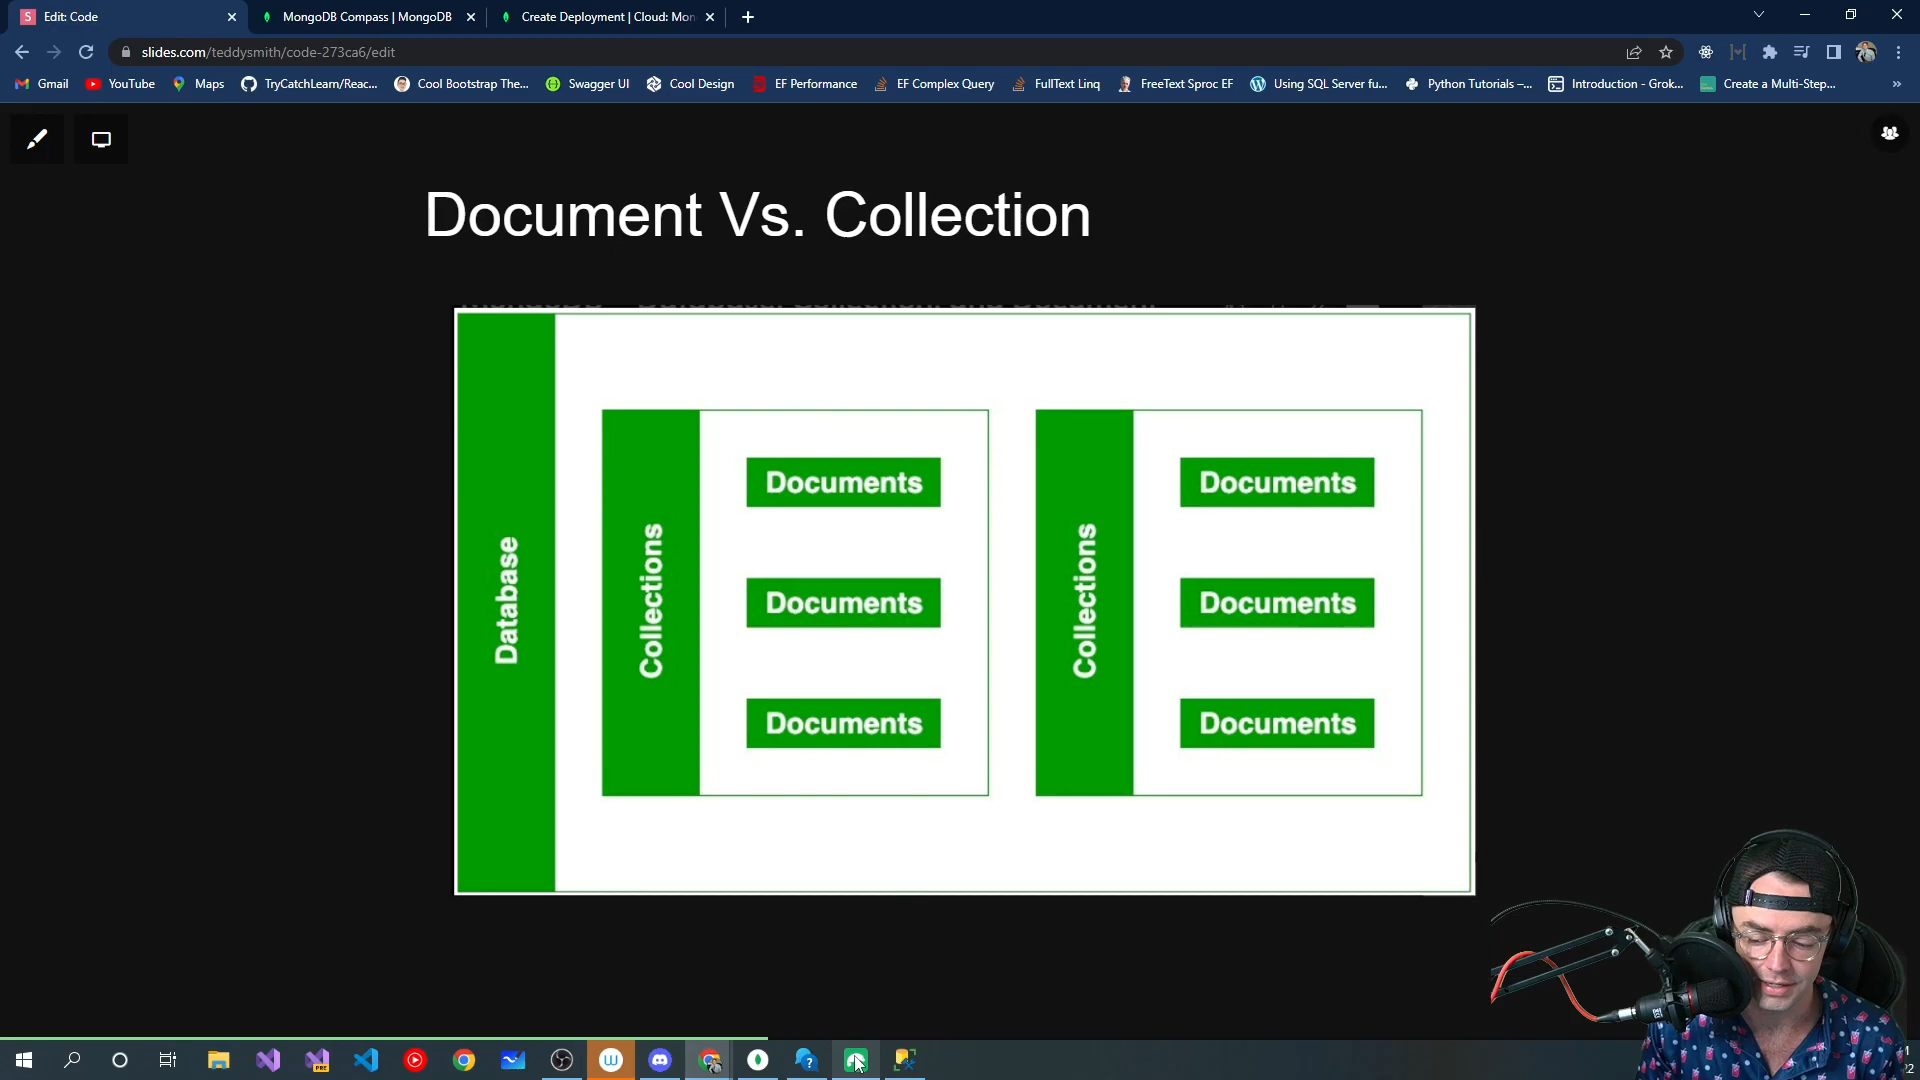 Edit: Code
MongoDB Compass | MongoDB
Create Deployment | Cloud: Mon
slides.com/teddysmith/code-273ca6/edit
Gmail
YouTube
Maps
TryCatchLearn/Reac...
Cool Bootstrap The...
Swagger UI
Cool Design
EF Performance
EF Complex Query
FullText Linq
FreeText Sproc EF
Using SQL Server fu...
Python Tutorials –...
Introduction - Grok...
Create a Multi-Step...
»
Document Vs. Collection
Database
Collections
Documents
Documents
Documents
Collections
Documents
Documents
Documents